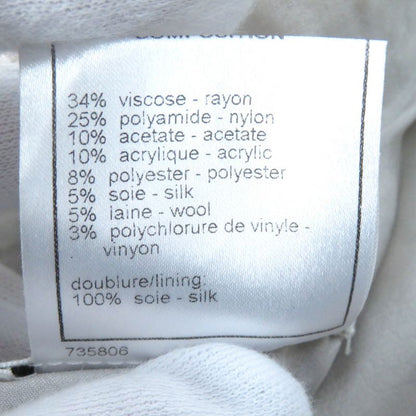 COMPOSITION
34% viscose - rayon
25% polyamide - nylon
10% acetate - acetate
10% acrylique - acrylic
8% polyester - polyester
5% soie - silk
5% laine - wool
3% polychlorure de vinyle -
vinyon
doublure/lining:
100% soie - silk
735806